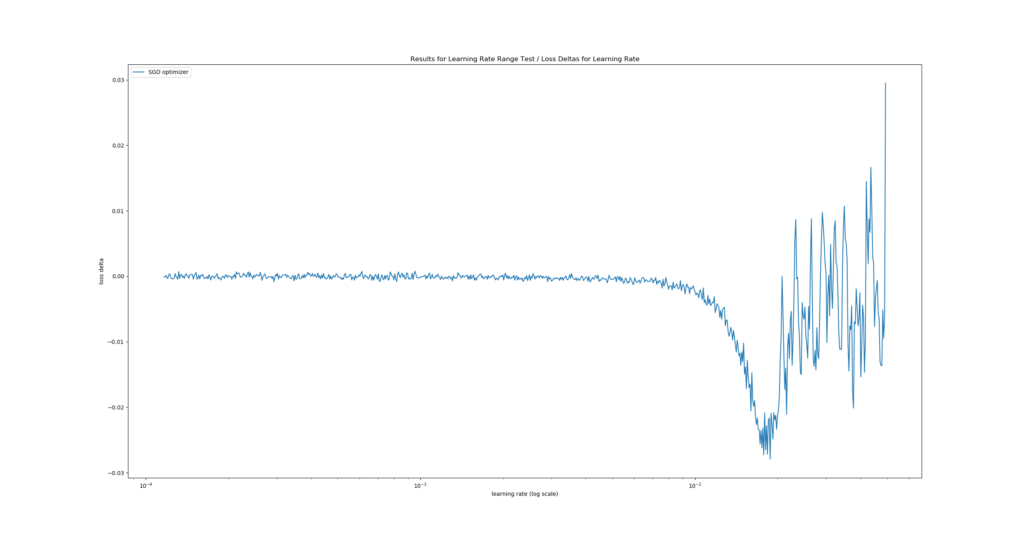 Results for Learning Rate Range Test / Loss Deltas for Learning Rate
SGD optimizer
0.03
0.02
0.01
0.00
−0.01
−0.02
−0.03
loss delta
10⁻⁴
10⁻³
10⁻²
learning rate (log scale)